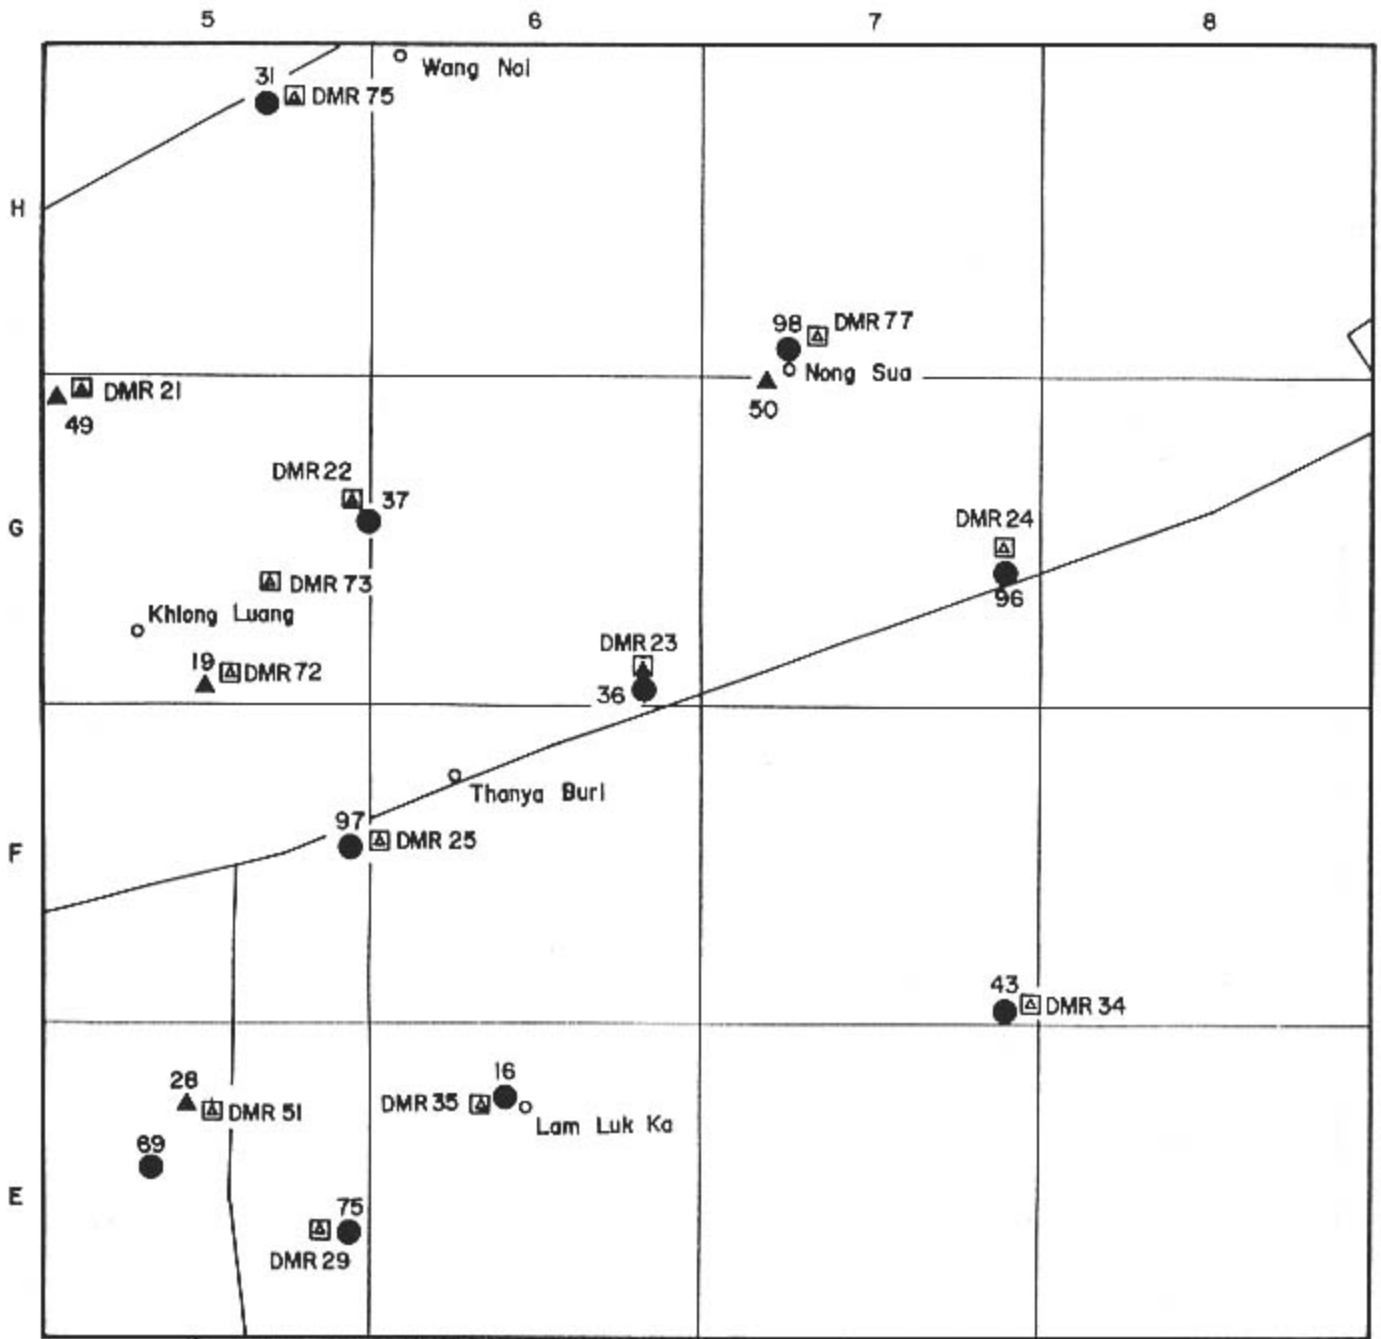 5 6 7 8
Wang Noi
31
DMR 75
H
98
DMR 77
Nong Sua
DMR 21
49
50
DMR 22
37
G
DMR 24
DMR 73
96
Khlong Luang
DMR 23
19
DMR 72
36
Thanya Buri
97
F
DMR 25
43
DMR 34
28
16
DMR 35
DMR 51
Lam Luk Ka
69
E
75
DMR 29